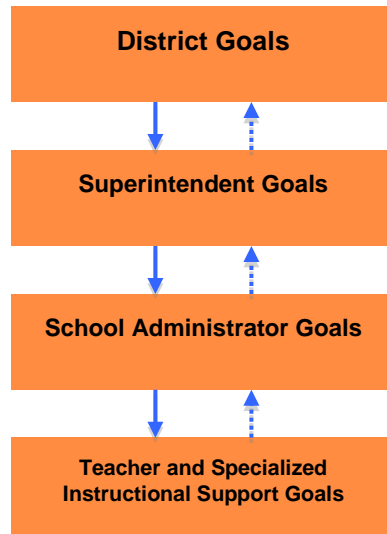 District Goals
Superintendent Goals
School Administrator Goals
Teacher and Specialized
Instructional Support Goals